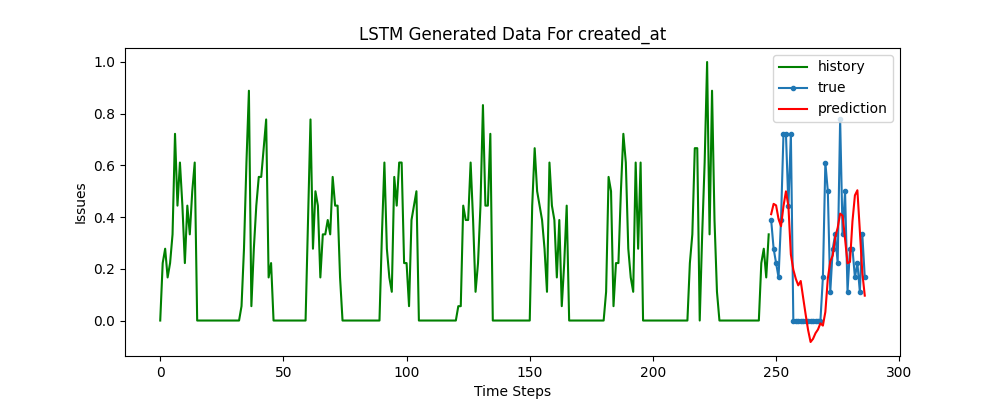 LSTM Generated Data For created_at
Issues
1.0
0.8
0.6
0.4
0.2
0.0
history
true
prediction
0 50 100 150 200 250 300
Time Steps